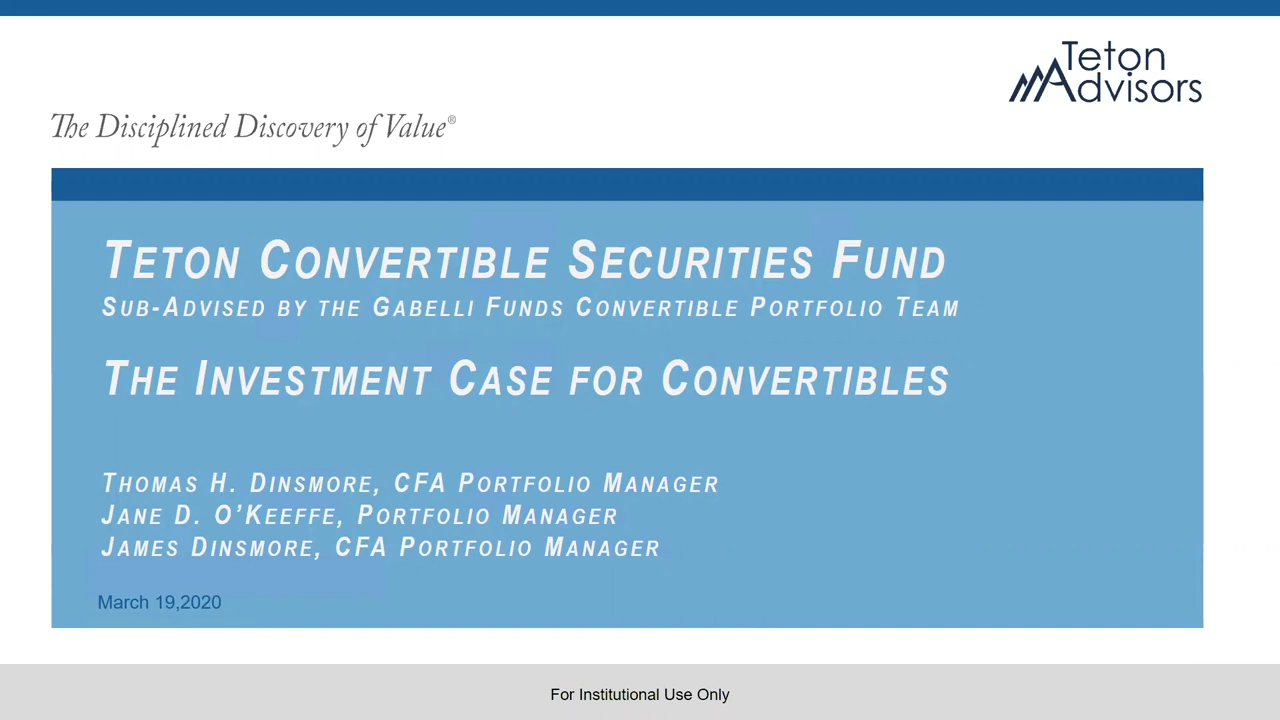 Teton
Advisors
The Disciplined Discovery of Value®
TETON CONVERTIBLE SECURITIES FUND
SUB-ADVISED BY THE GABELLI FUNDS CONVERTIBLE PORTFOLIO TEAM
THE INVESTMENT CASE FOR CONVERTIBLES
THOMAS H. DINSMORE, CFA PORTFOLIO MANAGER
JANE D. O'KEEFFE, PORTFOLIO MANAGER
JAMES DINSMORE, CFA PORTFOLIO MANAGER
March 19,2020
For Institutional Use Only